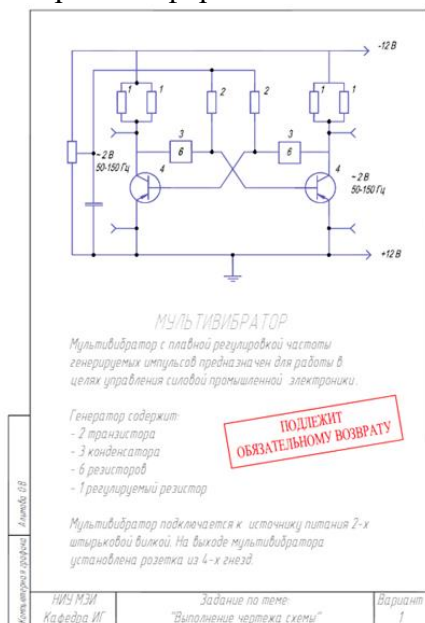 -12 В
1
1
2
2
1
1
3
3
~2 В
50-150 Гц
6
6
4
4
~2 В
50-150 Гц
+12 В
МУЛЬТИВИБРАТОР
Мультивибратор с плавной регулировкой частоты
генерируемых импульсов предназначен для работы в
целях управления силовой промышленной электроники.
Генератор содержит:
- 2 транзистора
- 3 конденсатора
- 6 резисторов
- 1 регулируемый резистор
ПОДЛЕЖИТ
ОБЯЗАТЕЛЬНОМУ ВОЗВРАТУ
Мультивибратор подключается к источнику питания 2-х
штырьковой вилкой. На выходе мультивибратора
установлена розетка из 4-х гнезд.
Компьютерная графика
НИУ МЭИ
Кафедра ИГ
Задание по теме:
"Выполнение чертежа схемы"
Вариант
1